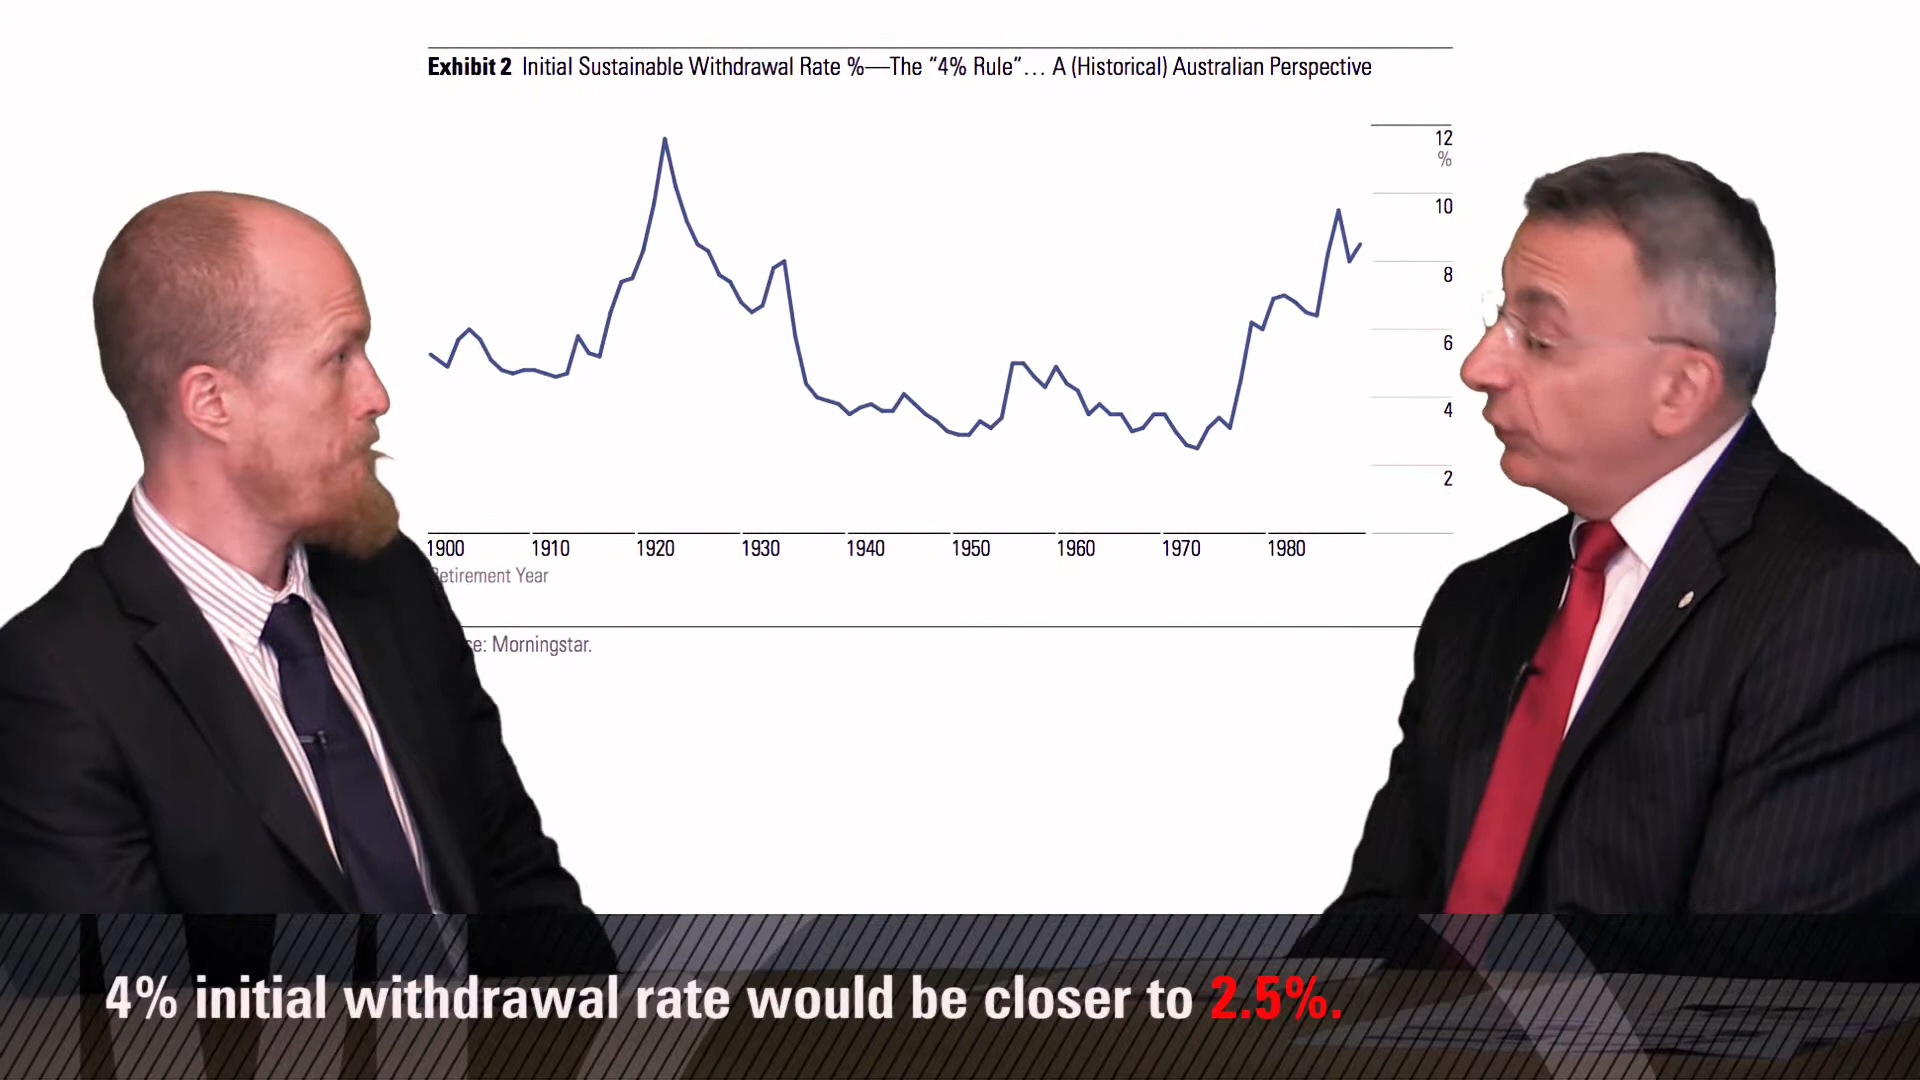 Exhibit 2 Initial Sustainable Withdrawal Rate %—The “4% Rule”… A (Historical) Australian Perspective
12
%
10
8
6
4
2
1900 1910 1920 1930 1940 1950 1960 1970 1980
etirement Year
se: Morningstar.
4% initial withdrawal rate would be closer to 2.5%.